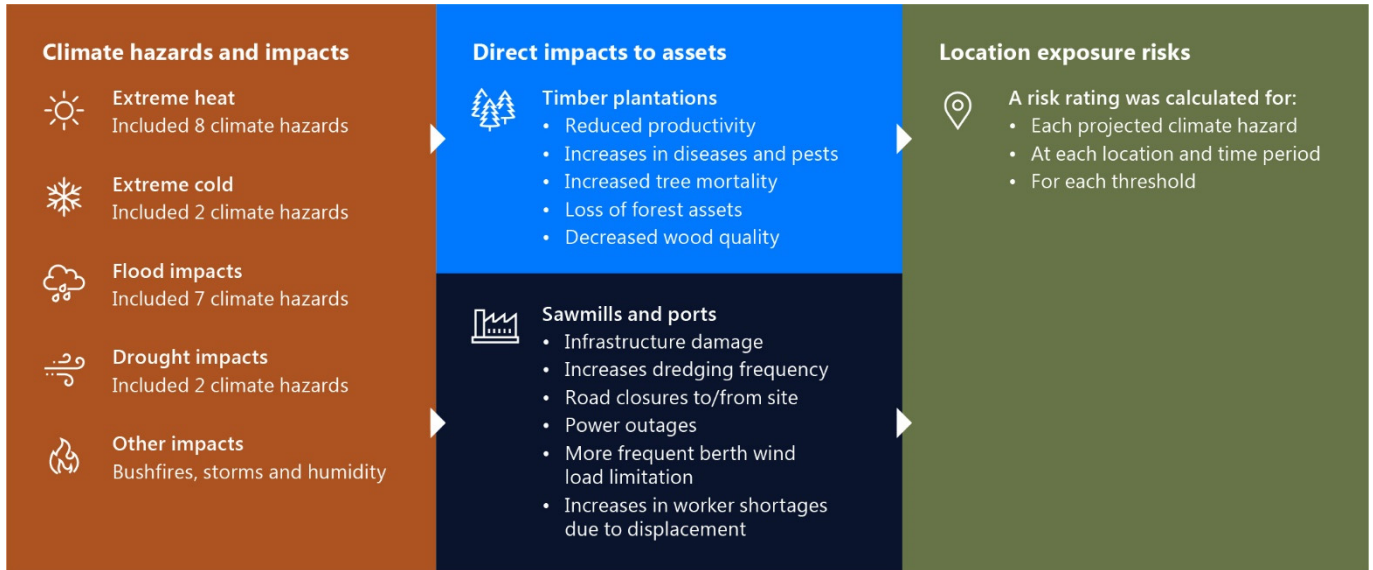 Climate hazards and impacts
Extreme heat
Included 8 climate hazards
Extreme cold
Included 2 climate hazards
Flood impacts
Included 7 climate hazards
Drought impacts
Included 2 climate hazards
Other impacts
Bushfires, storms and humidity
Direct impacts to assets
Timber plantations
• Reduced productivity
• Increases in diseases and pests
• Increased tree mortality
• Loss of forest assets
• Decreased wood quality
Sawmills and ports
• Infrastructure damage
• Increases dredging frequency
• Road closures to/from site
• Power outages
• More frequent berth wind
load limitation
• Increases in worker shortages
due to displacement
Location exposure risks
A risk rating was calculated for:
• Each projected climate hazard
• At each location and time period
• For each threshold